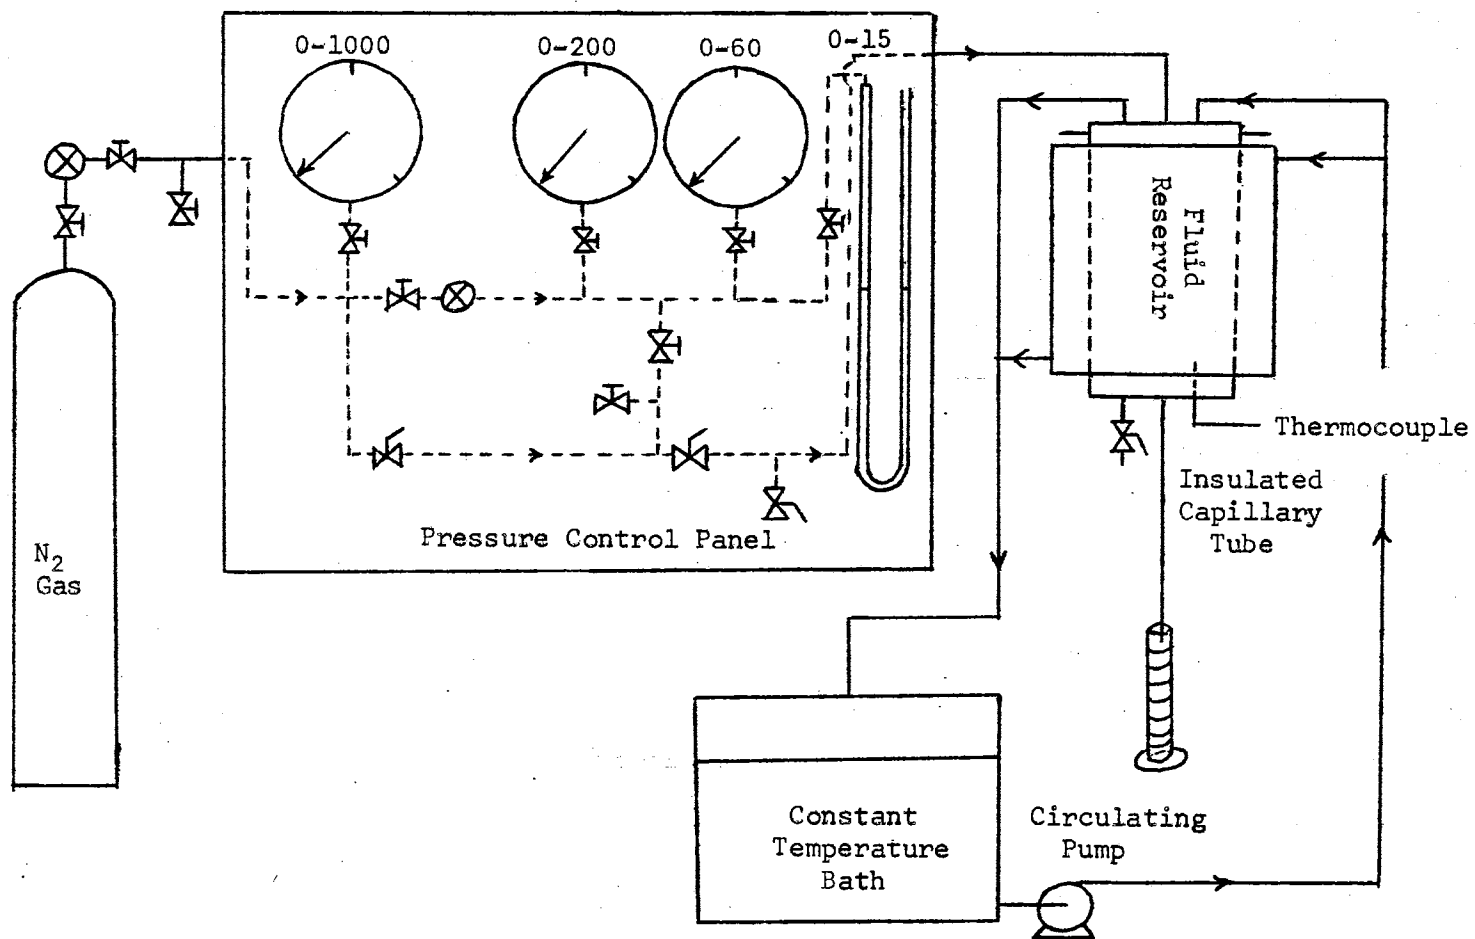 0-1000
0-200
0-60
0-15
Fluid
Reservoir
Thermocouple
Insulated
Capillary
Tube
Pressure Control Panel
N₂
Gas
Constant
Temperature
Bath
Circulating
Pump